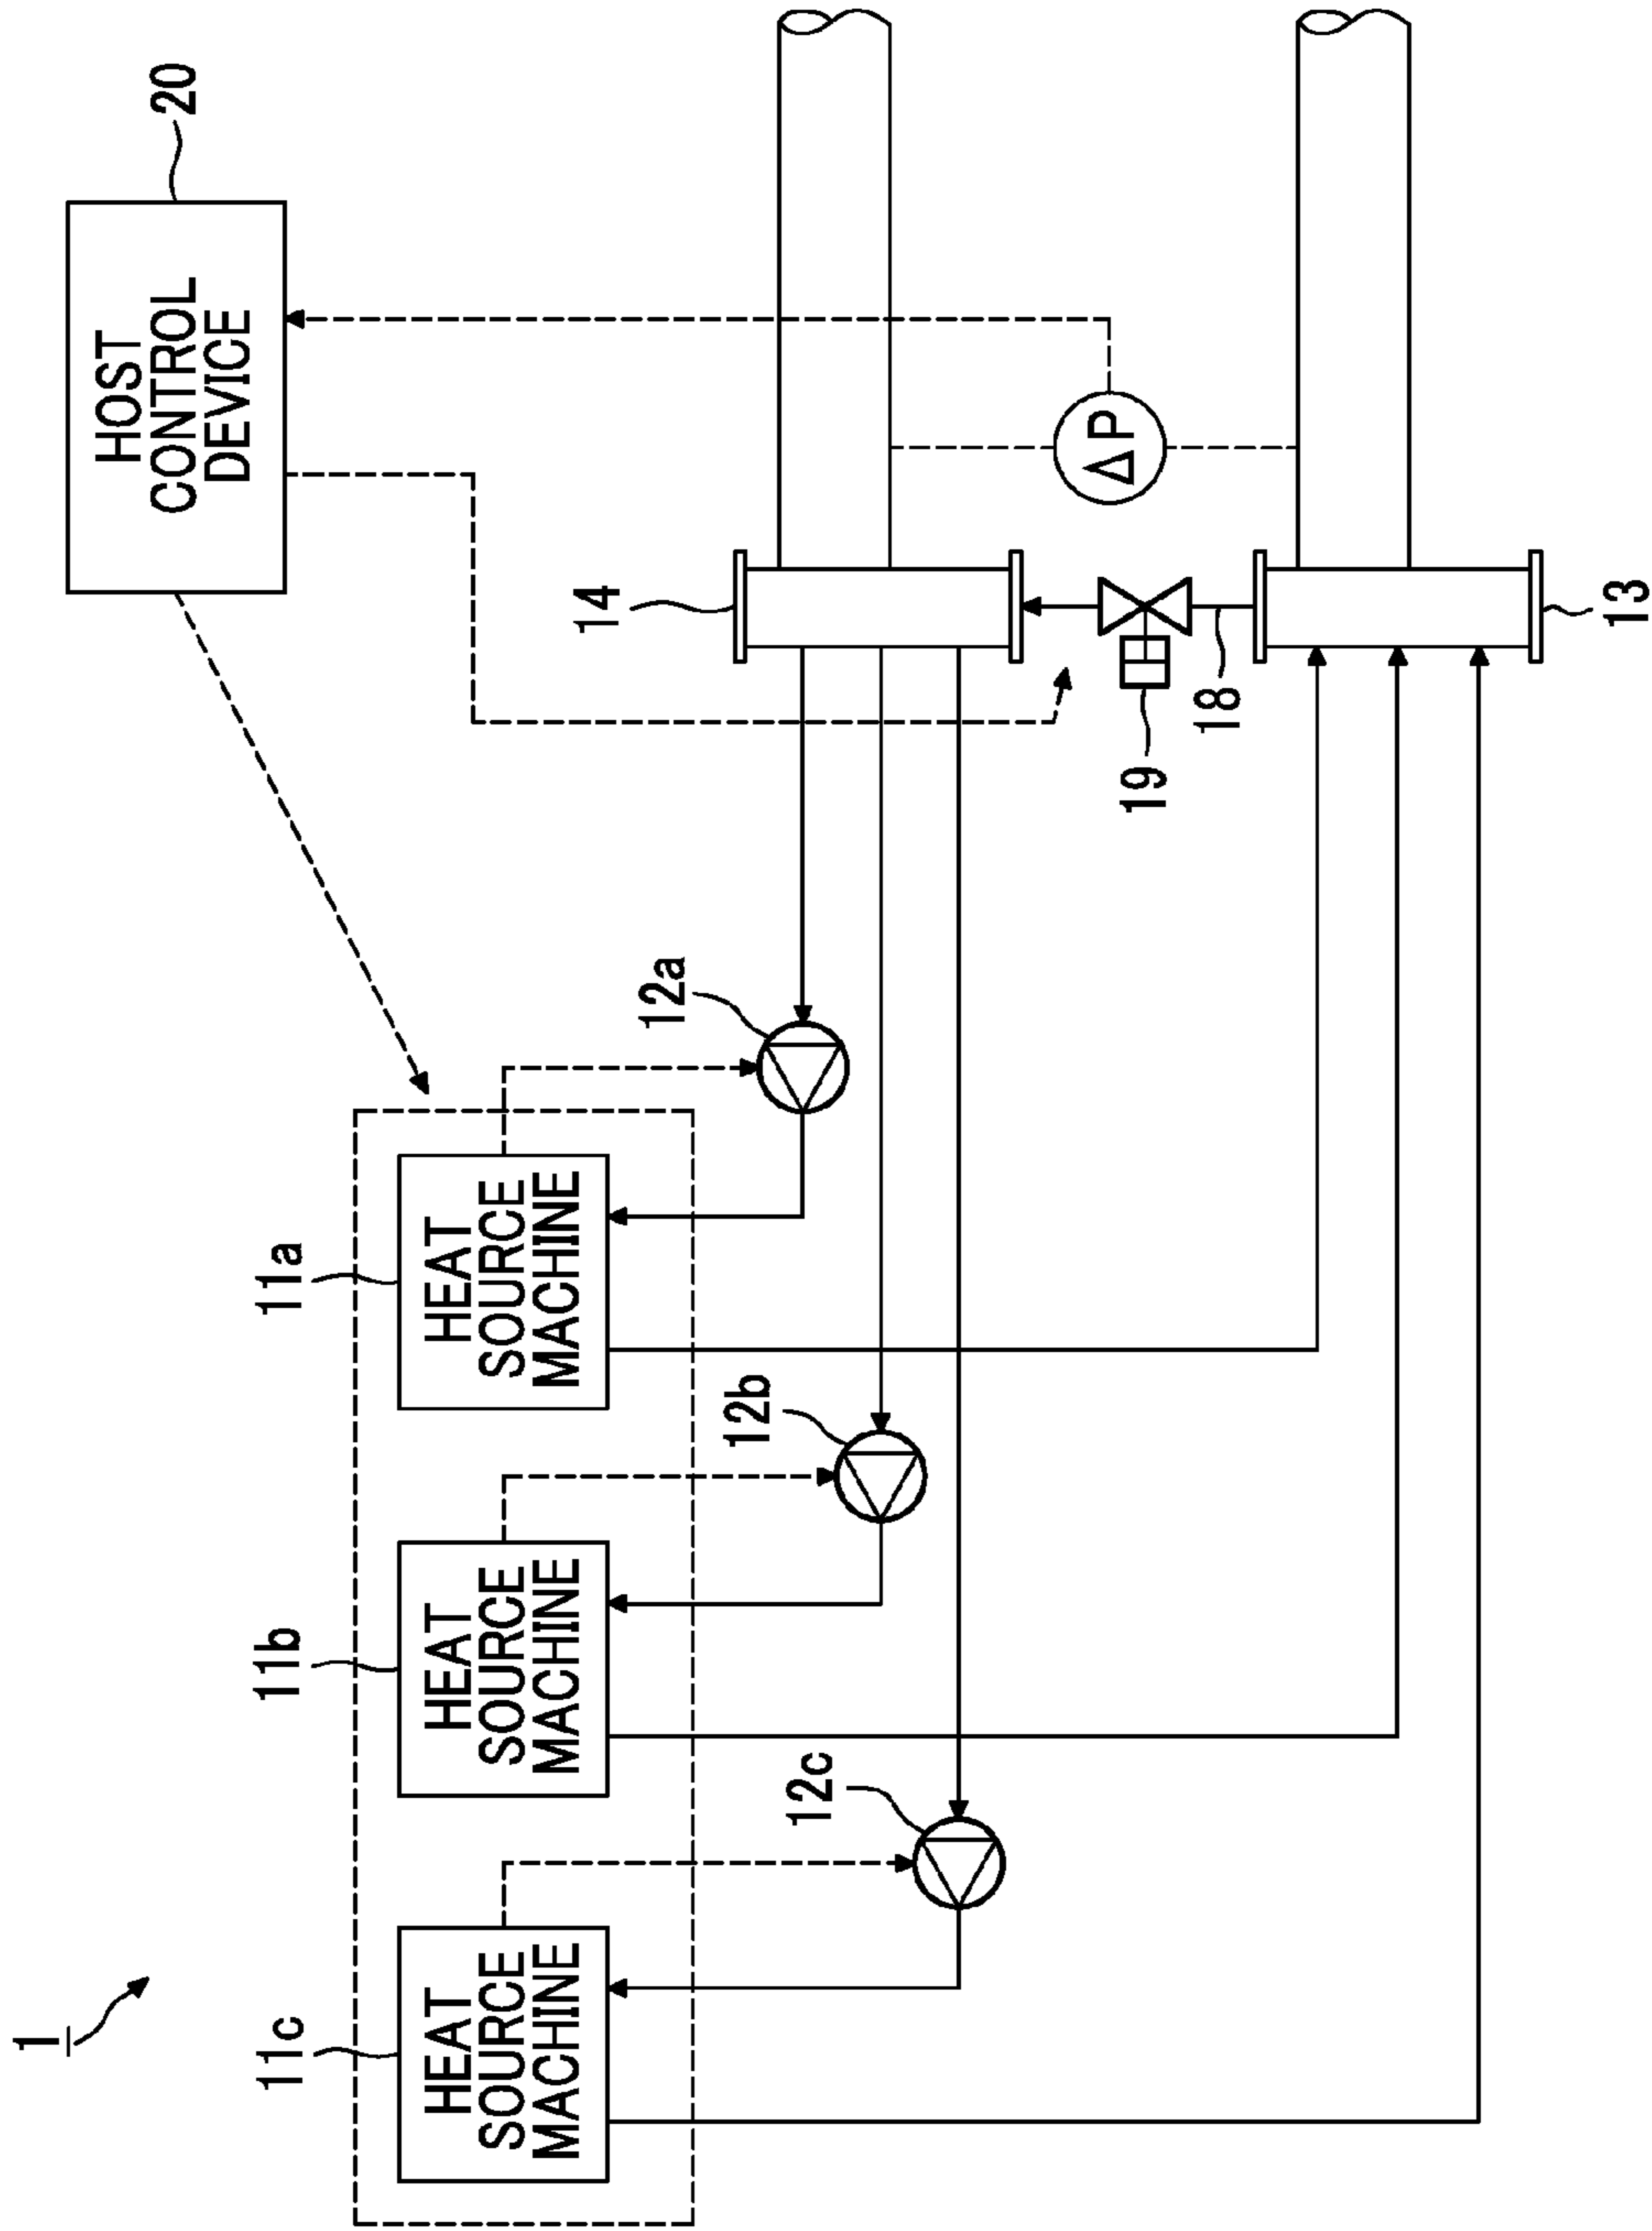 1
11c
HEAT
SOURCE
MACHINE
11b
HEAT
SOURCE
MACHINE
11a
HEAT
SOURCE
MACHINE
HOST
CONTROL
DEVICE
20
12c
12b
12a
14
19
18
ΔP
13